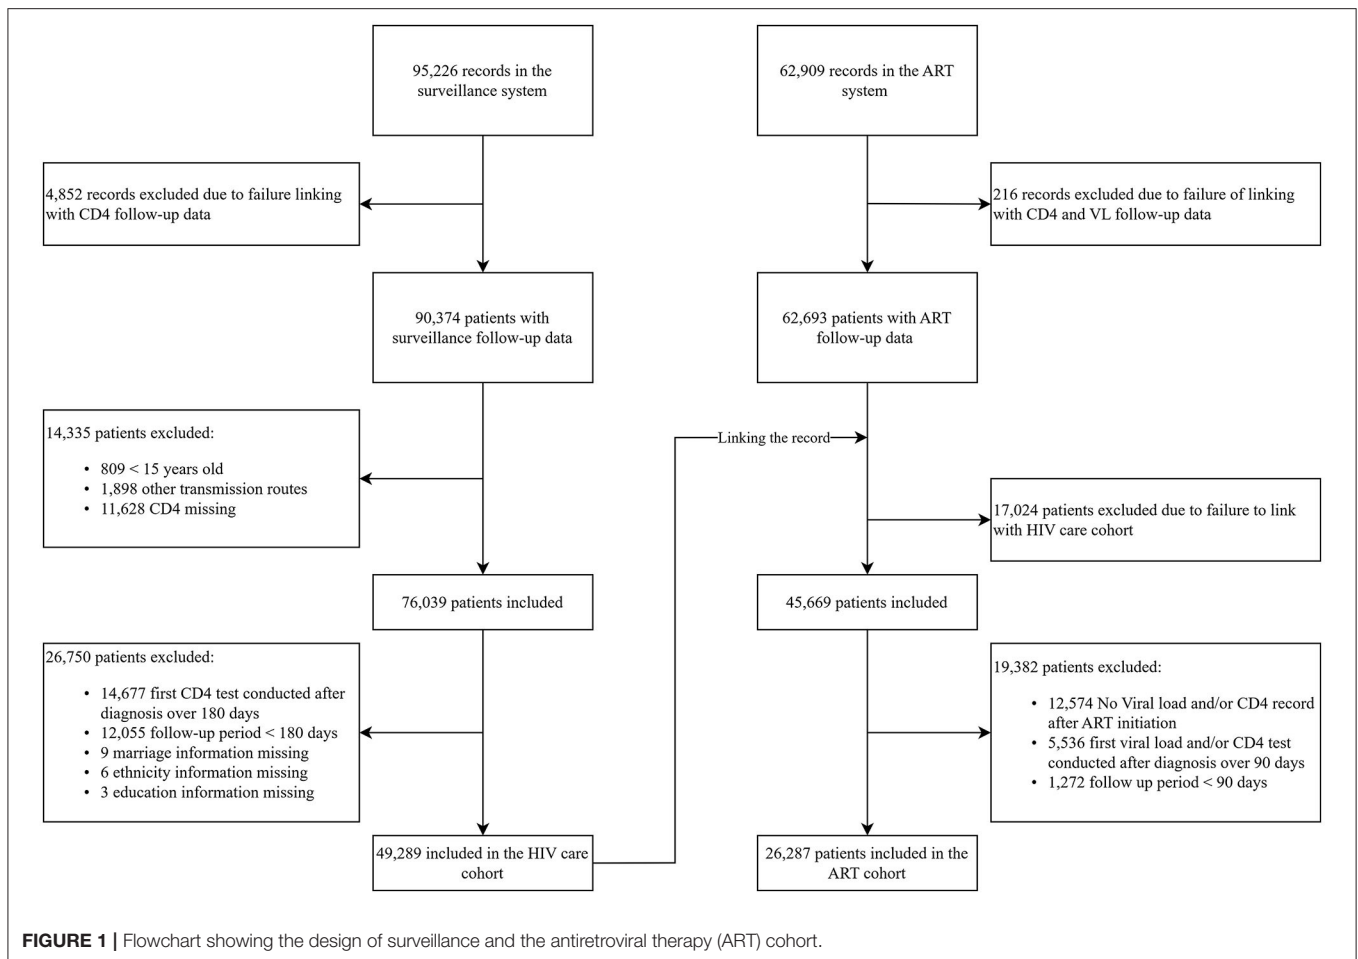 95,226 records in the
surveillance system
62,909 records in the ART
system
4,852 records excluded due to failure linking
with CD4 follow-up data
216 records excluded due to failure of linking
with CD4 and VL follow-up data
90,374 patients with
surveillance follow-up data
62,693 patients with ART
follow-up data
14,335 patients excluded:
• 809 < 15 years old
• 1,898 other transmission routes
• 11,628 CD4 missing
Linking the record
17,024 patients excluded due to failure to link
with HIV care cohort
76,039 patients included
45,669 patients included
26,750 patients excluded:
• 14,677 first CD4 test conducted after
diagnosis over 180 days
• 12,055 follow-up period < 180 days
• 9 marriage information missing
• 6 ethnicity information missing
• 3 education information missing
19,382 patients excluded:
• 12,574 No Viral load and/or CD4 record
after ART initiation
• 5,536 first viral load and/or CD4 test
conducted after diagnosis over 90 days
• 1,272 follow up period < 90 days
49,289 included in the HIV care
cohort
26,287 patients included in the
ART cohort
FIGURE 1 | Flowchart showing the design of surveillance and the antiretroviral therapy (ART) cohort.